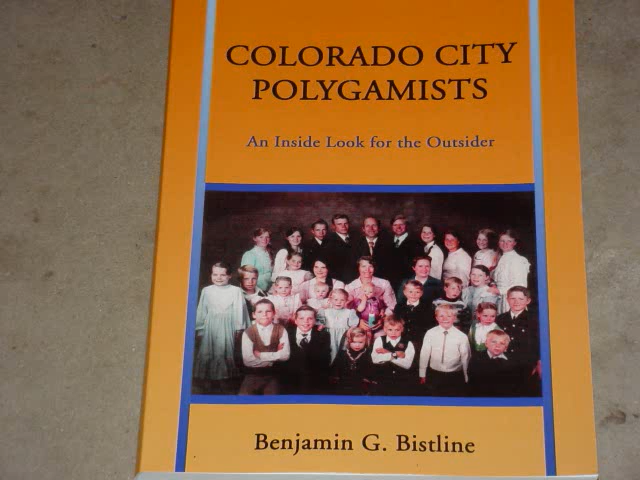 COLORADO CITY
POLYGAMISTS
An Inside Look for the Outsider
Benjamin G. Bistline